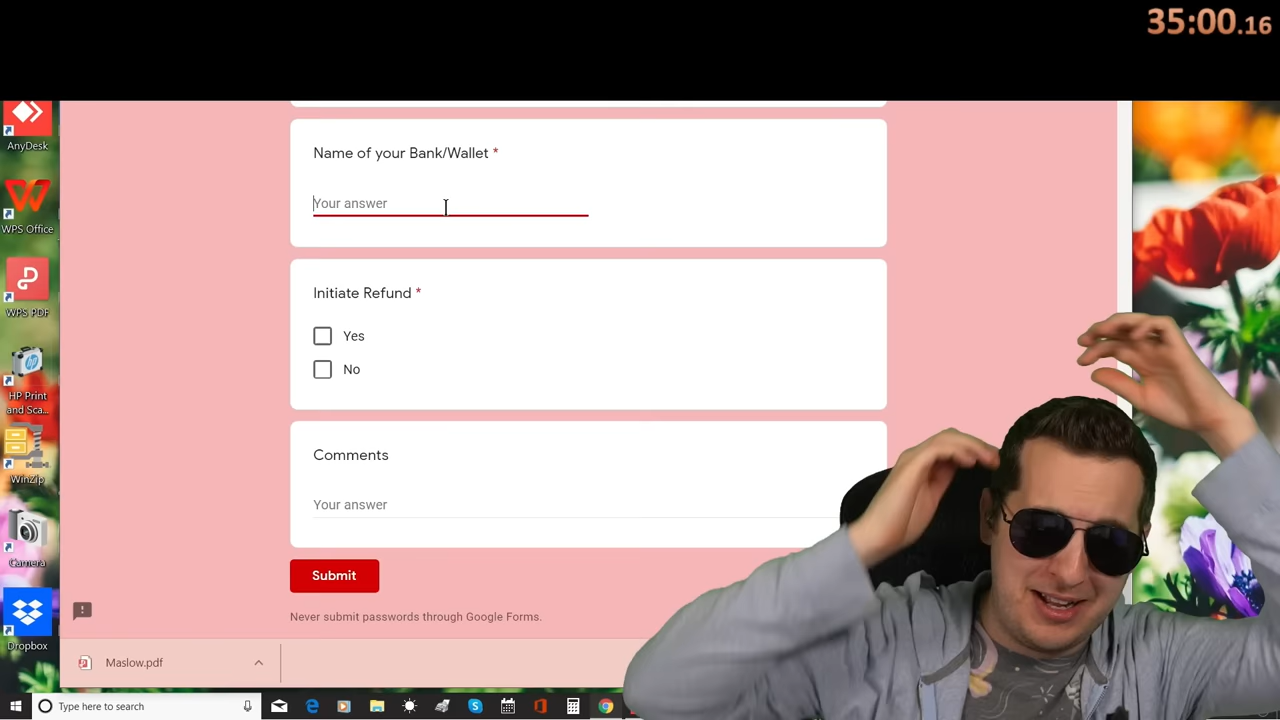 35:00.16
AnyDesk
WPS Office
WPS PDF
HP Print
and Sca...
WinZip
Camera
Dropbox
Name of your Bank/Wallet *
Your answer
Initiate Refund *
Yes
No
Comments
Your answer
Submit
Never submit passwords through Google Forms.
Maslow.pdf
Type here to search